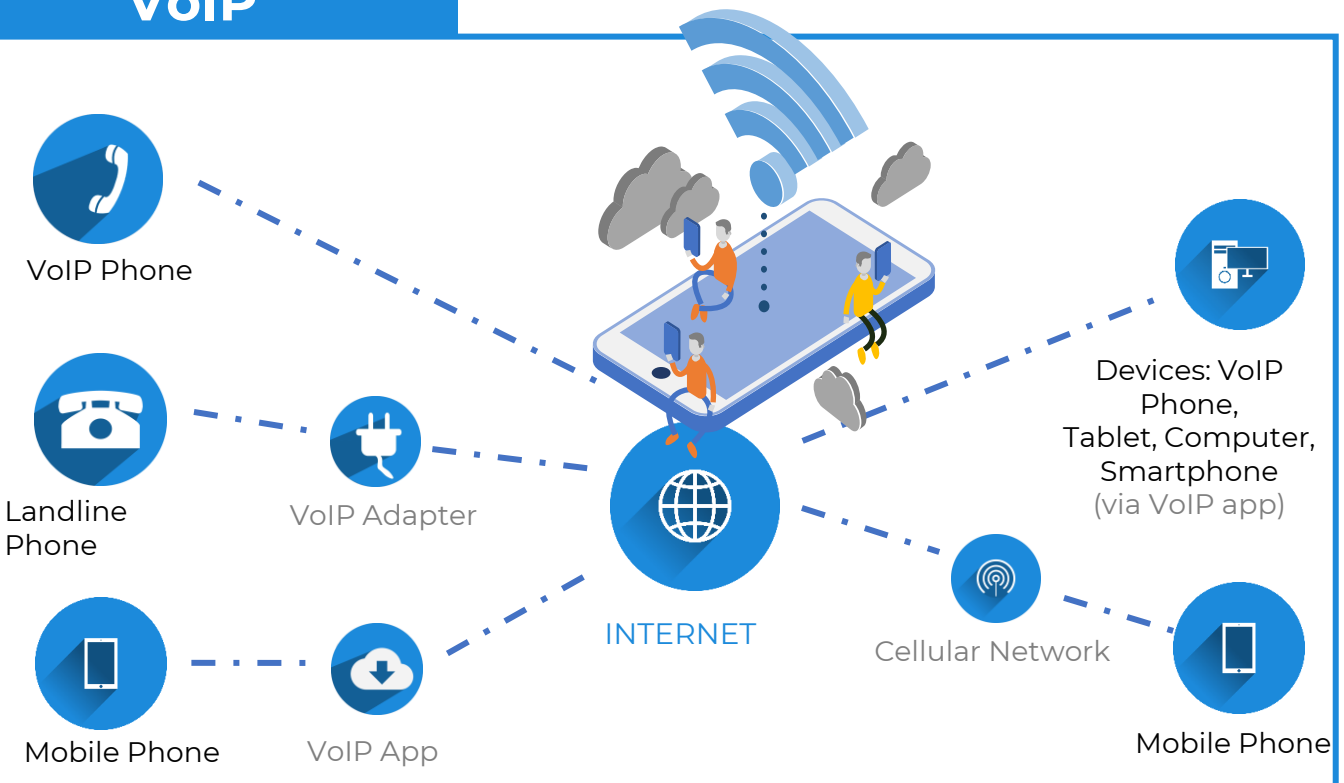 VoIP
VoIP Phone
Landline
Phone
VoIP Adapter
Mobile Phone
VoIP App
INTERNET
Devices: VoIP
Phone,
Tablet, Computer,
Smartphone
(via VoIP app)
Cellular Network
Mobile Phone